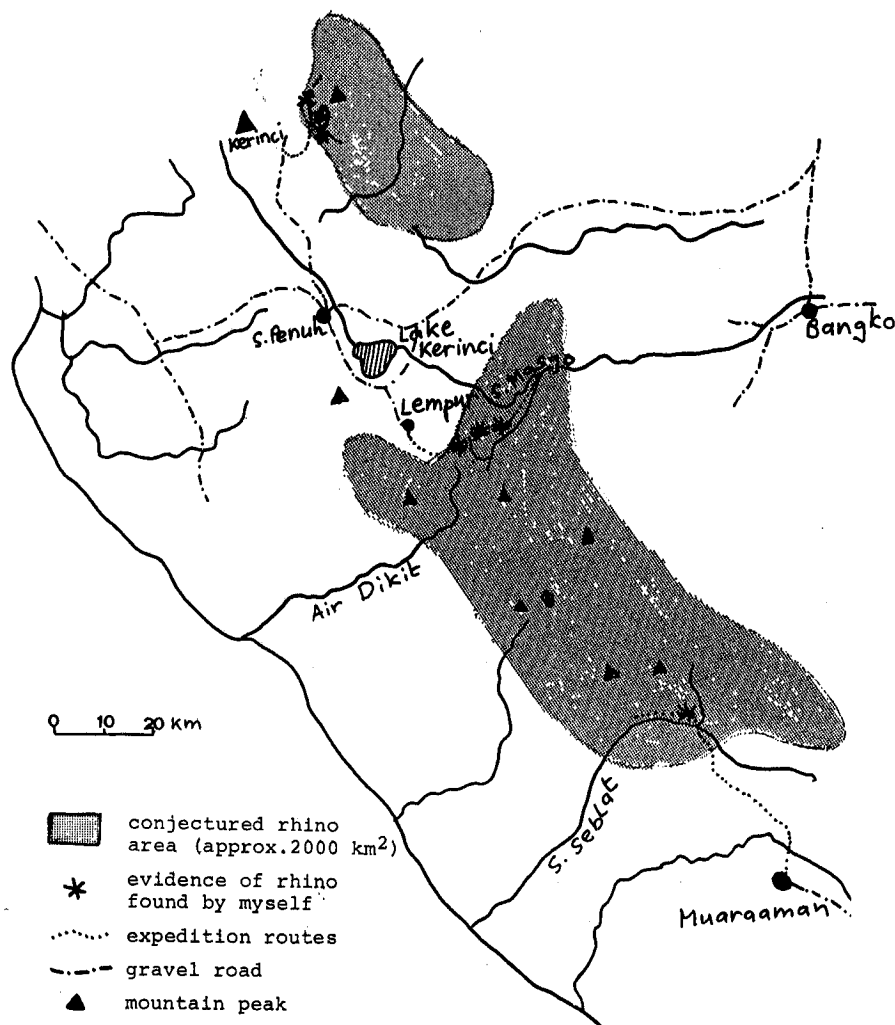 Kerinci
S. Penuh
Lake
Kerinci
Bangko
Lempur
Air Dikit
0 10 20 km
S. Seblat
Muaraaman
conjectured rhino
area (approx.2000 km²)
evidence of rhino
found by myself
expedition routes
gravel road
mountain peak